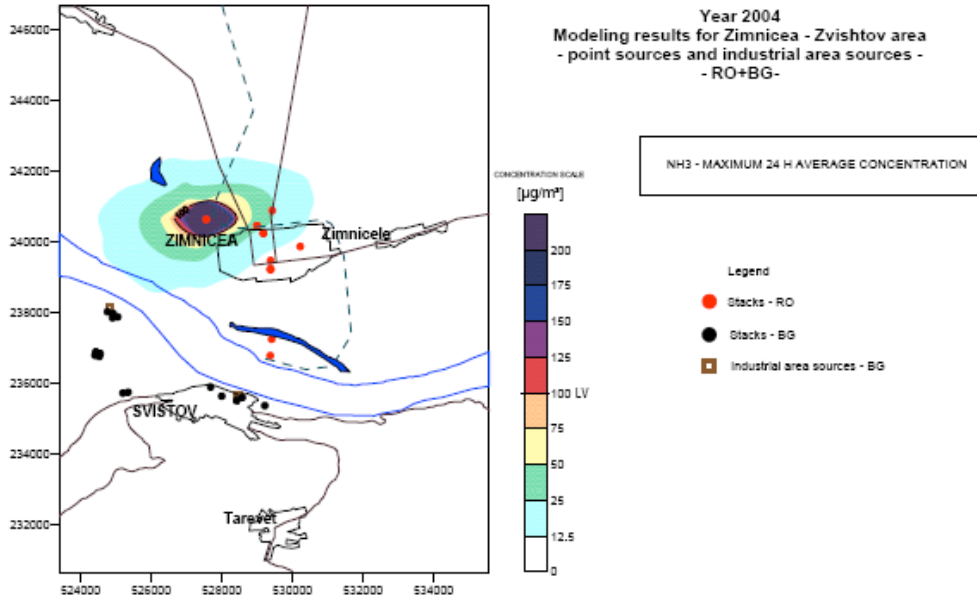 Year 2004
Modeling results for Zimnicea - Zvishtov area
- point sources and industrial area sources -
- RO+BG-
NH3 - MAXIMUM 24 H AVERAGE CONCENTRATION
CONCENTRATION SCALE
[µg/m³]
200
175
150
125
100 LV
75
50
25
12.5
0
Legend
Stacks - RO
Stacks - BG
Industrial area sources - BG
246000
244000
242000
240000
238000
236000
234000
232000
524000
526000
528000
530000
532000
534000
ZIMNICEA
Zimnicele
SVISTOV
Tarevet